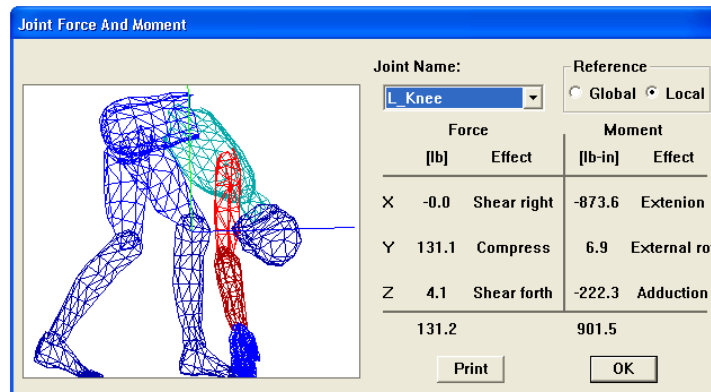 Joint Force And Moment
Joint Name:
L_Knee
Reference
Global Local
Force Moment
[lb] Effect [lb-in] Effect
X -0.0 Shear right -873.6 Extenion
Y 131.1 Compress 6.9 External ro
Z 4.1 Shear forth -222.3 Adduction
131.2 901.5
Print OK